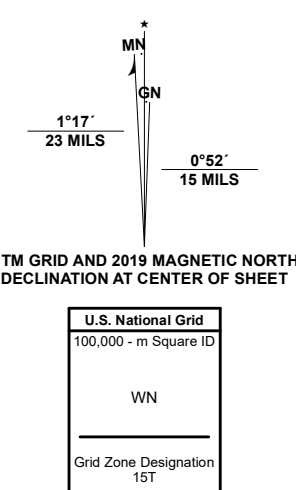 MN
GN
1°17´
23 MILS
0°52´
15 MILS
TM GRID AND 2019 MAGNETIC NORTH
DECLINATION AT CENTER OF SHEET
U.S. National Grid
100,000 - m Square ID
WN
Grid Zone Designation
15T